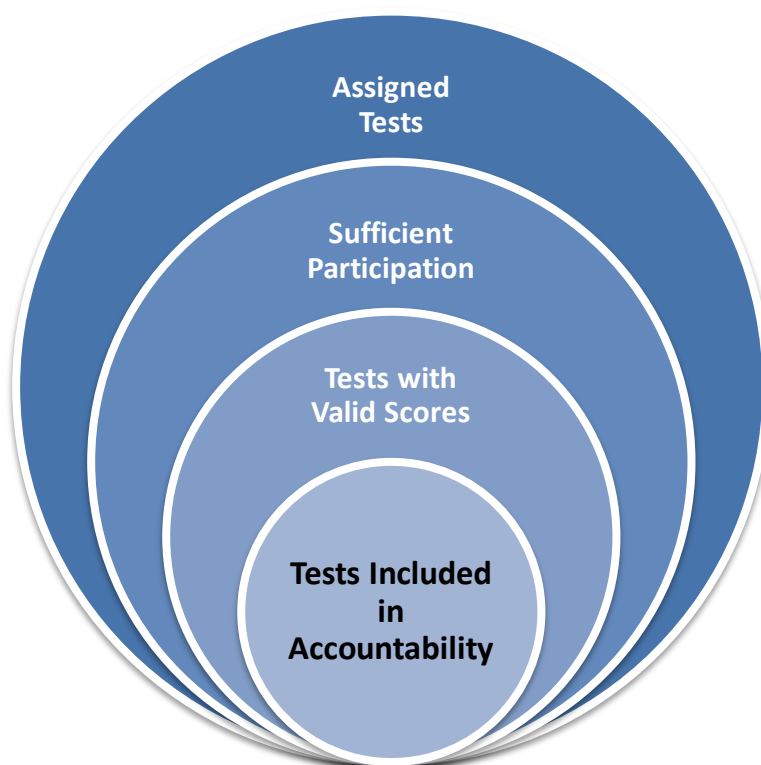 Assigned
Tests
Sufficient
Participation
Tests with
Valid Scores
Tests Included
in
Accountability